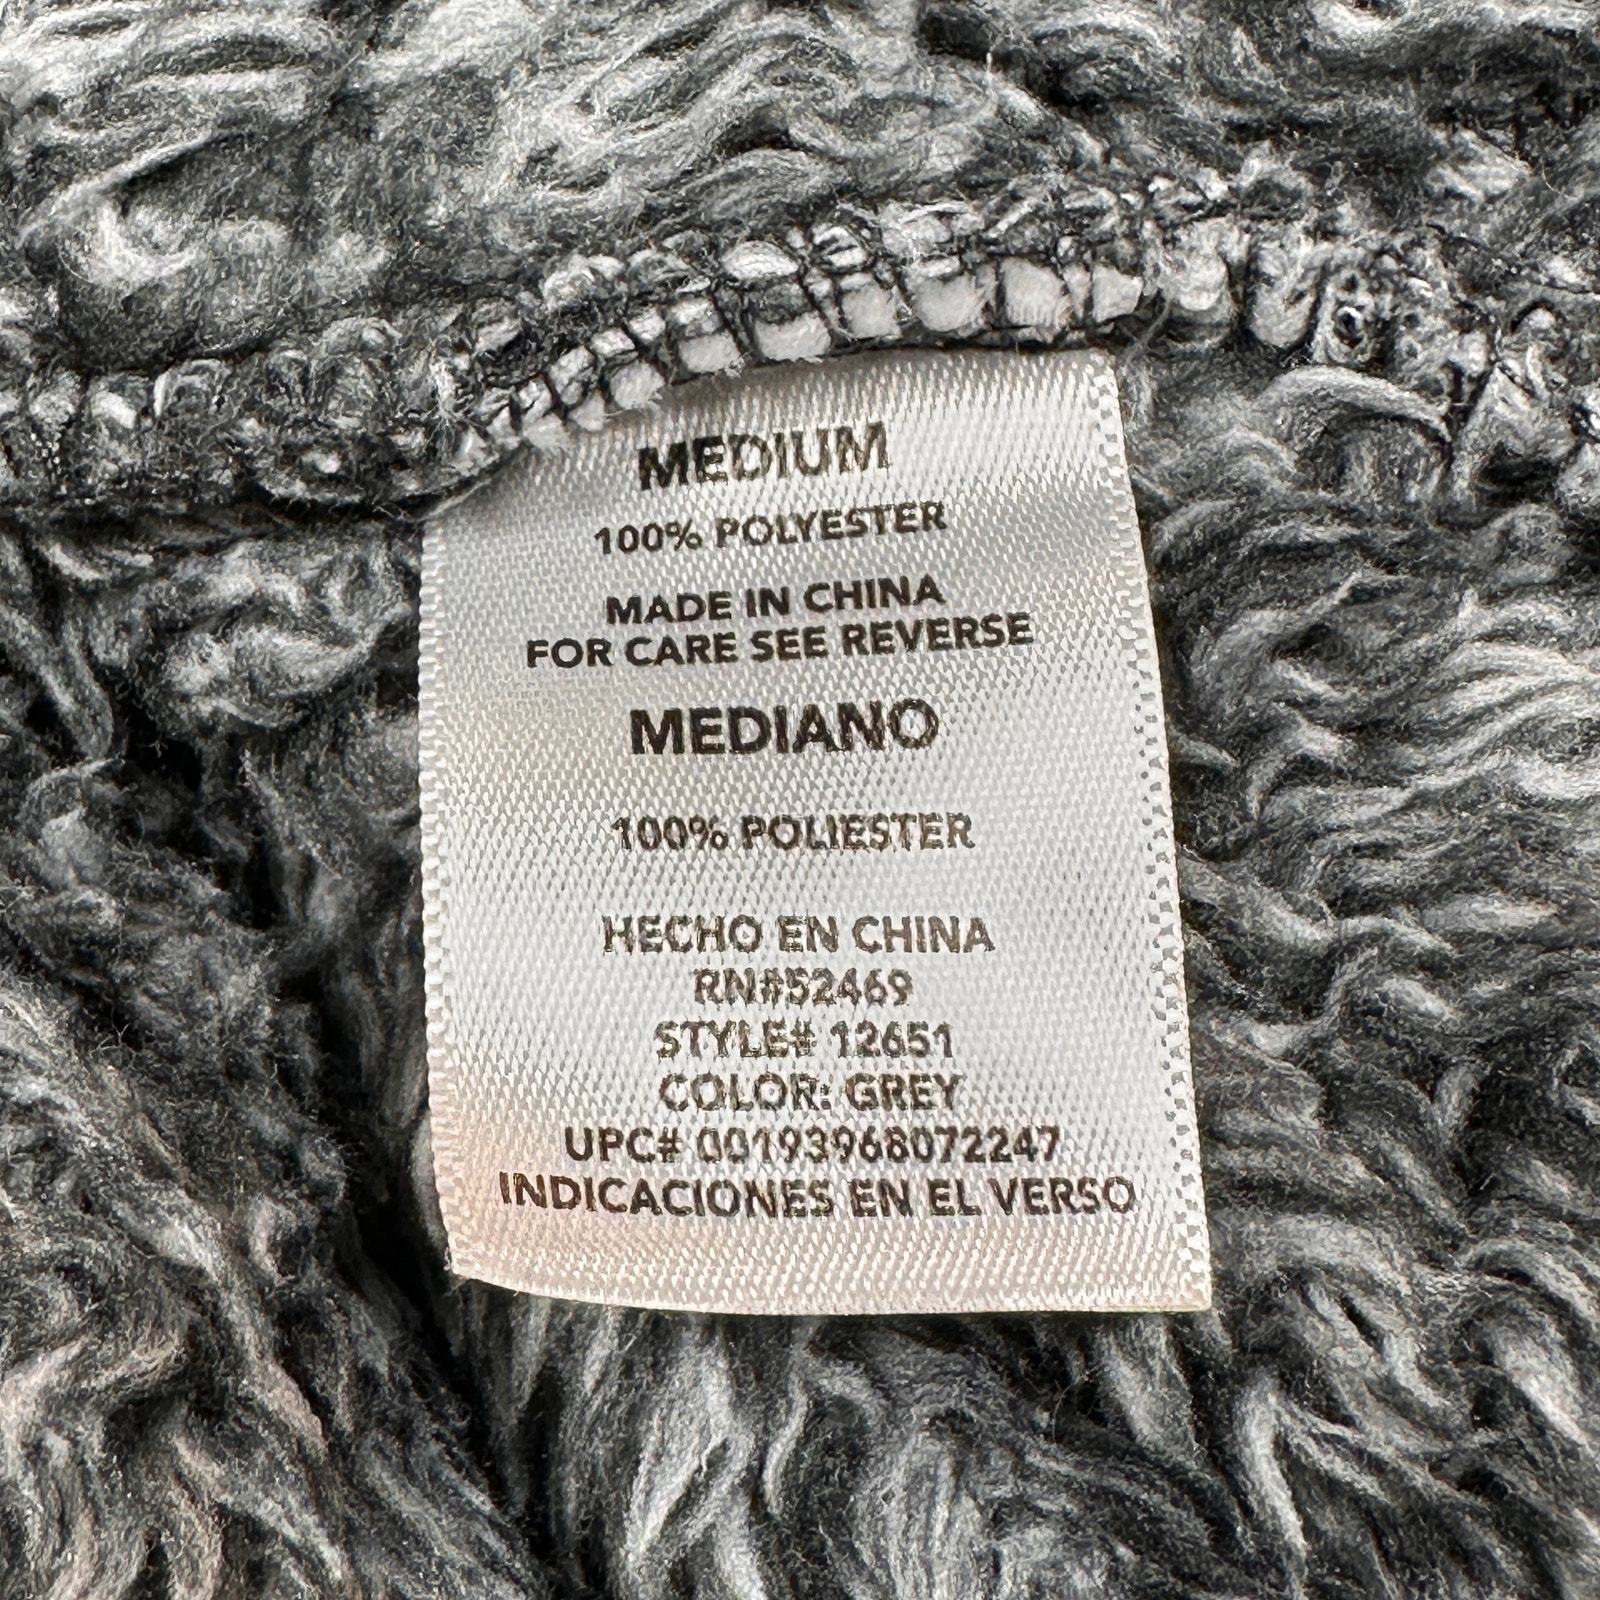 MEDIUM
100% POLYESTER
MADE IN CHINA
FOR CARE SEE REVERSE
MEDIANO
100% POLIESTER
HECHO EN CHINA
RN#52469
STYLE# 12651
COLOR: GREY
UPC# 00193968072247
INDICACIONES EN EL VERSO